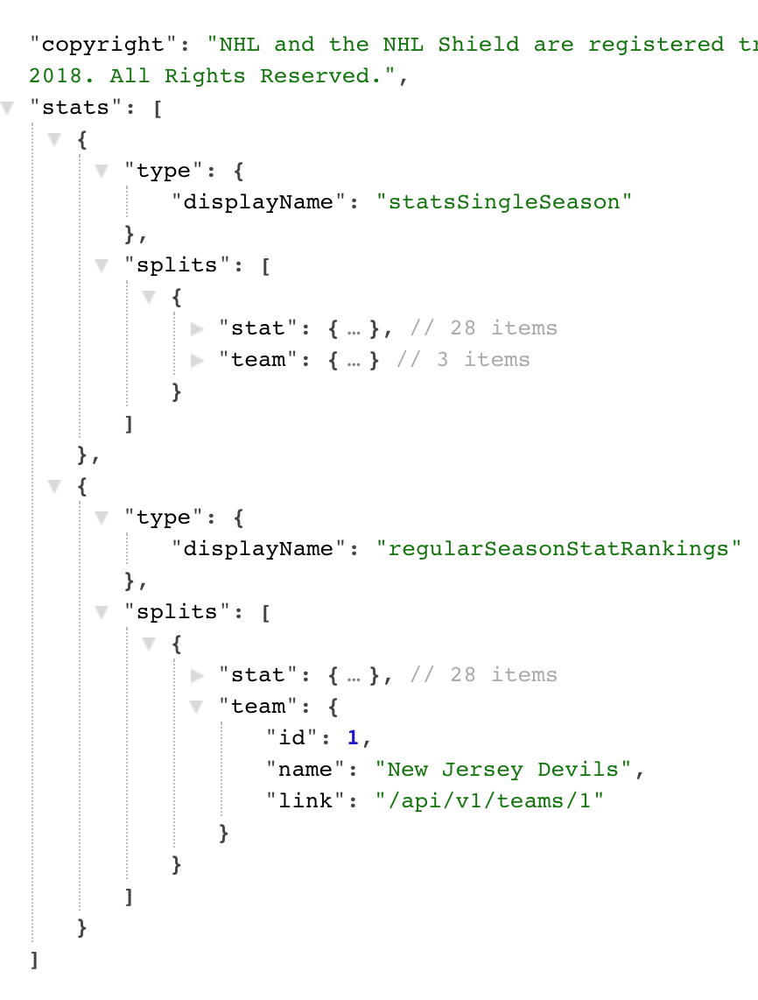 "copyright": "NHL and the NHL Shield are registered
2018. All Rights Reserved.",
"stats": [
{
"type": {
"displayName": "statsSingleSeason"
},
"splits": [
{
"stat": { … }, // 28 items
"team": { … } // 3 items
}
]
},
{
"type": {
"displayName": "regularSeasonStatRankings"
},
"splits": [
{
"stat": { … }, // 28 items
"team": {
"id": 1,
"name": "New Jersey Devils",
"link": "/api/v1/teams/1"
}
}
]
}
]